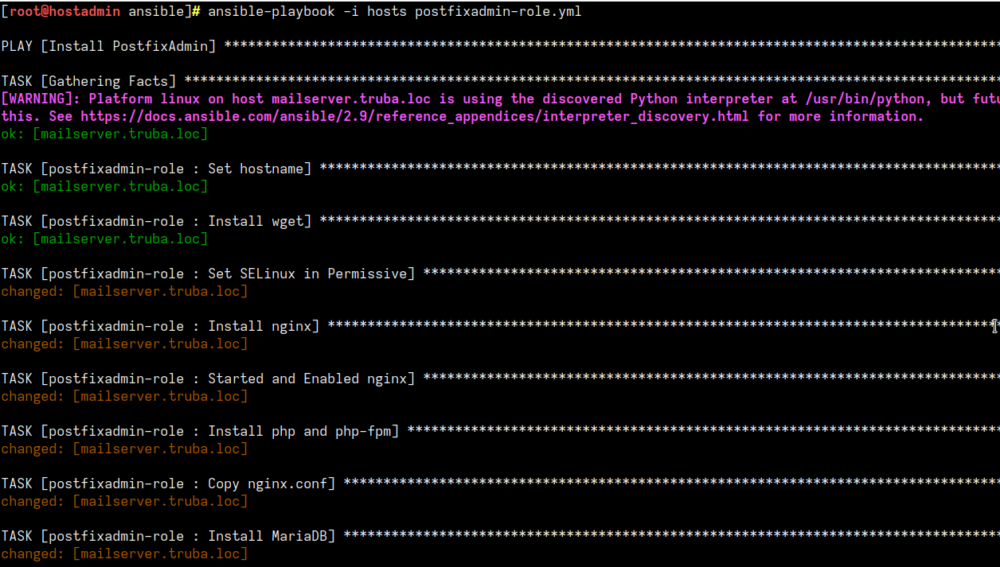 [root@hostadmin ansible]# ansible-playbook -i hosts postfixadmin-role.yml
PLAY [Install PostfixAdmin] **************************************************************************************************
TASK [Gathering Facts] *******************************************************************************************************
[WARNING]: Platform linux on host mailserver.truba.loc is using the discovered Python interpreter at /usr/bin/python, but futu
this. See https://docs.ansible.com/ansible/2.9/reference_appendices/interpreter_discovery.html for more information.
ok: [mailserver.truba.loc]
TASK [postfixadmin-role : Set hostname] **************************************************************************************
ok: [mailserver.truba.loc]
TASK [postfixadmin-role : Install wget] **************************************************************************************
ok: [mailserver.truba.loc]
TASK [postfixadmin-role : Set SELinux in Permissive] *************************************************************************
changed: [mailserver.truba.loc]
TASK [postfixadmin-role : Install nginx] *************************************************************************************
changed: [mailserver.truba.loc]
TASK [postfixadmin-role : Started and Enabled nginx] *************************************************************************
changed: [mailserver.truba.loc]
TASK [postfixadmin-role : Install php and php-fpm] ***************************************************************************
changed: [mailserver.truba.loc]
TASK [postfixadmin-role : Copy nginx.conf] ***********************************************************************************
changed: [mailserver.truba.loc]
TASK [postfixadmin-role : Install MariaDB] ***********************************************************************************
changed: [mailserver.truba.loc]